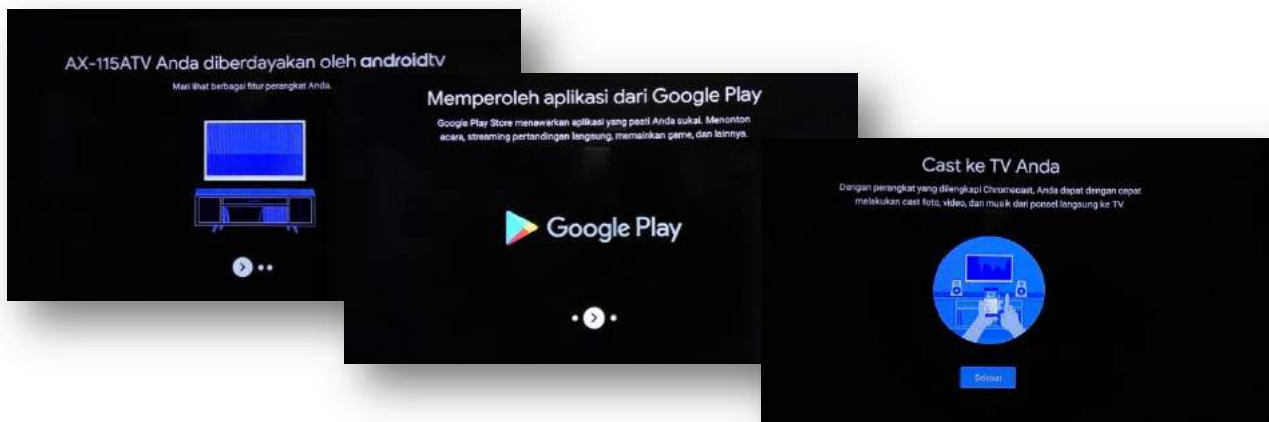 AX-115ATV Anda diberdayakan oleh androidtv
Mari lihat berbagai fitur perangkat Anda.
Memperoleh aplikasi dari Google Play
Google Play Store menawarkan aplikasi yang pasti Anda sukai. Menonton
acara, streaming pertandingan langsung, memainkan game, dan lainnya.
Google Play
Cast ke TV Anda
Dengan perangkat yang dilengkapi Chromecast, Anda dapat dengan cepat
melakukan cast foto, video, dan musik dari ponsel langsung ke TV.
Selesai